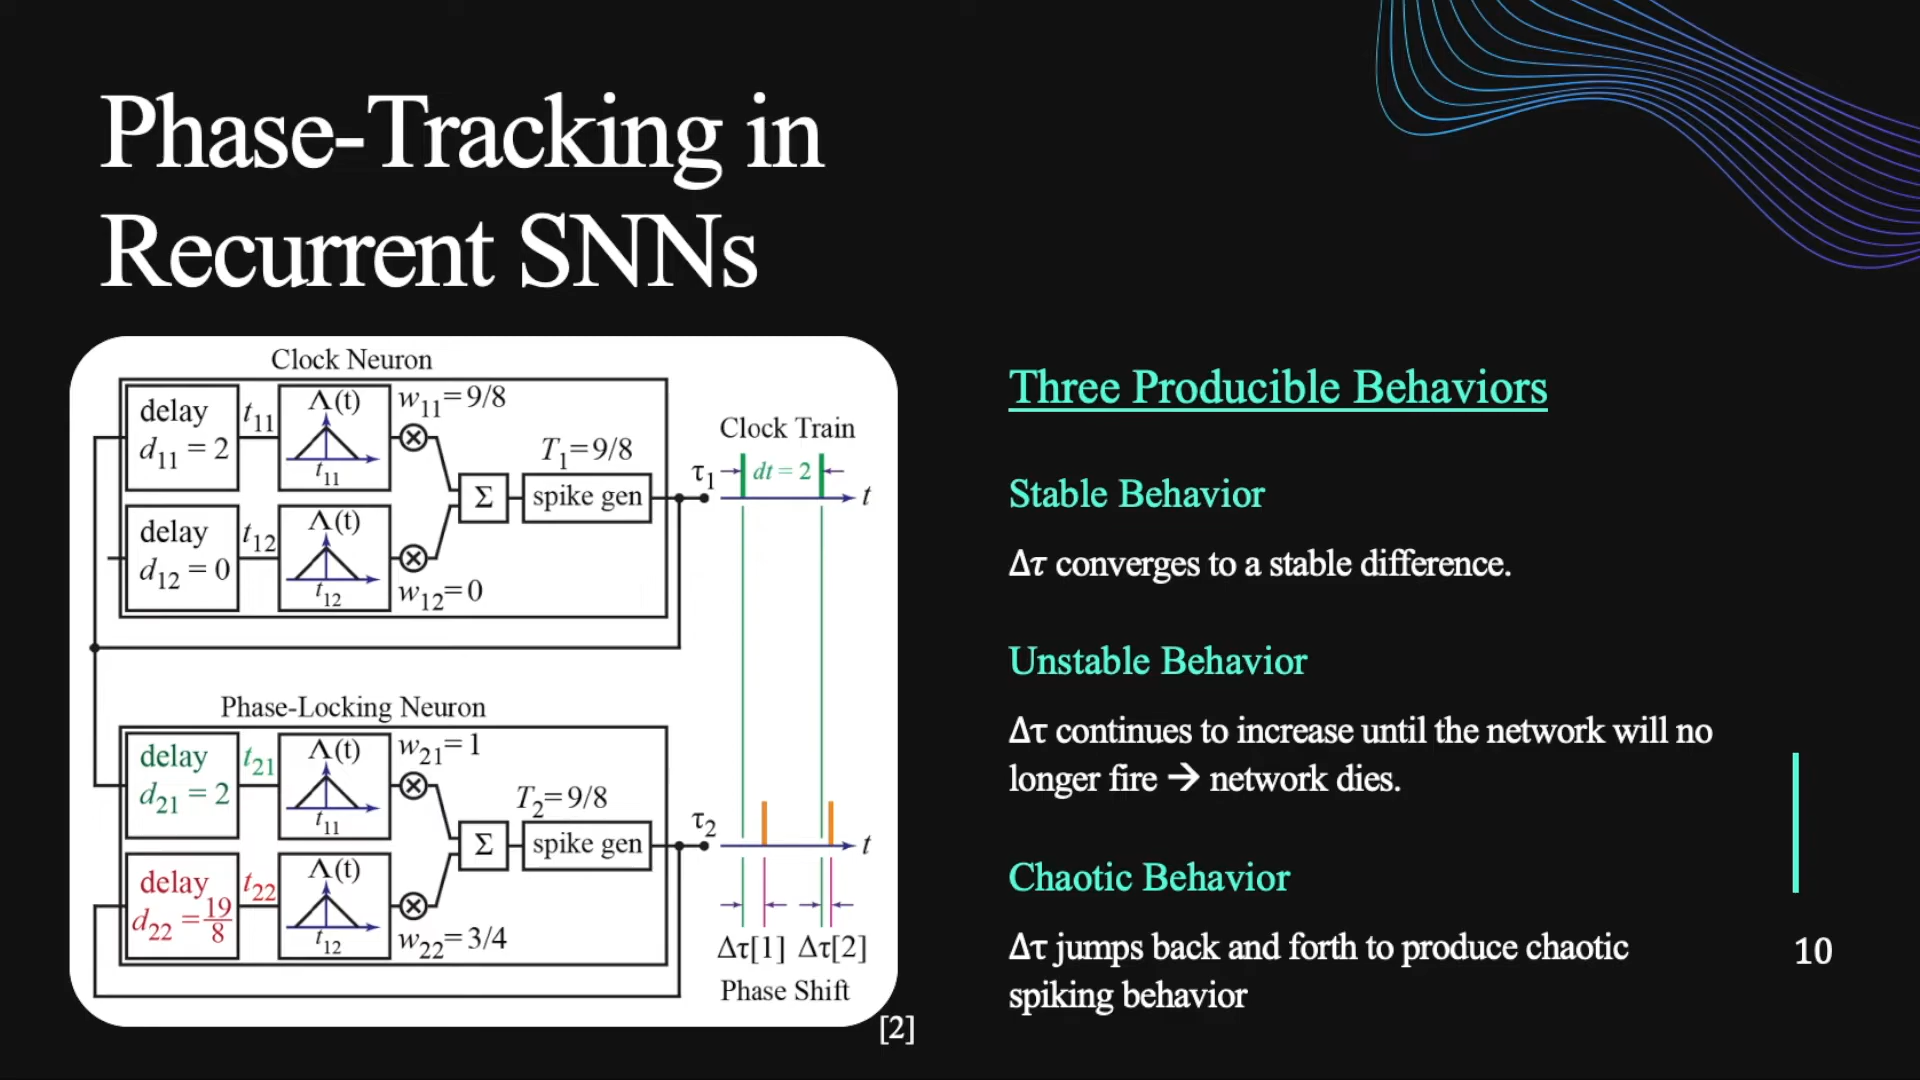 Phase-Tracking in
Recurrent SNNs
Clock Neuron
delay
d11 = 2
t11
Λ(t)
t11
w11=9/8
delay
d12 = 0
t12
Λ(t)
t12
w12=0
Σ
T1=9/8
spike gen
τ1
Clock Train
dt = 2
t
Phase-Locking Neuron
delay
d21 = 2
t21
Λ(t)
t11
w21=1
delay
d22 = 19/8
t22
Λ(t)
t12
w22=3/4
Σ
T2=9/8
spike gen
τ2
t
Δτ[1] Δτ[2]
Phase Shift
[2]
Three Producible Behaviors
Stable Behavior
Δτ converges to a stable difference.
Unstable Behavior
Δτ continues to increase until the network will no
longer fire → network dies.
Chaotic Behavior
Δτ jumps back and forth to produce chaotic
spiking behavior
10